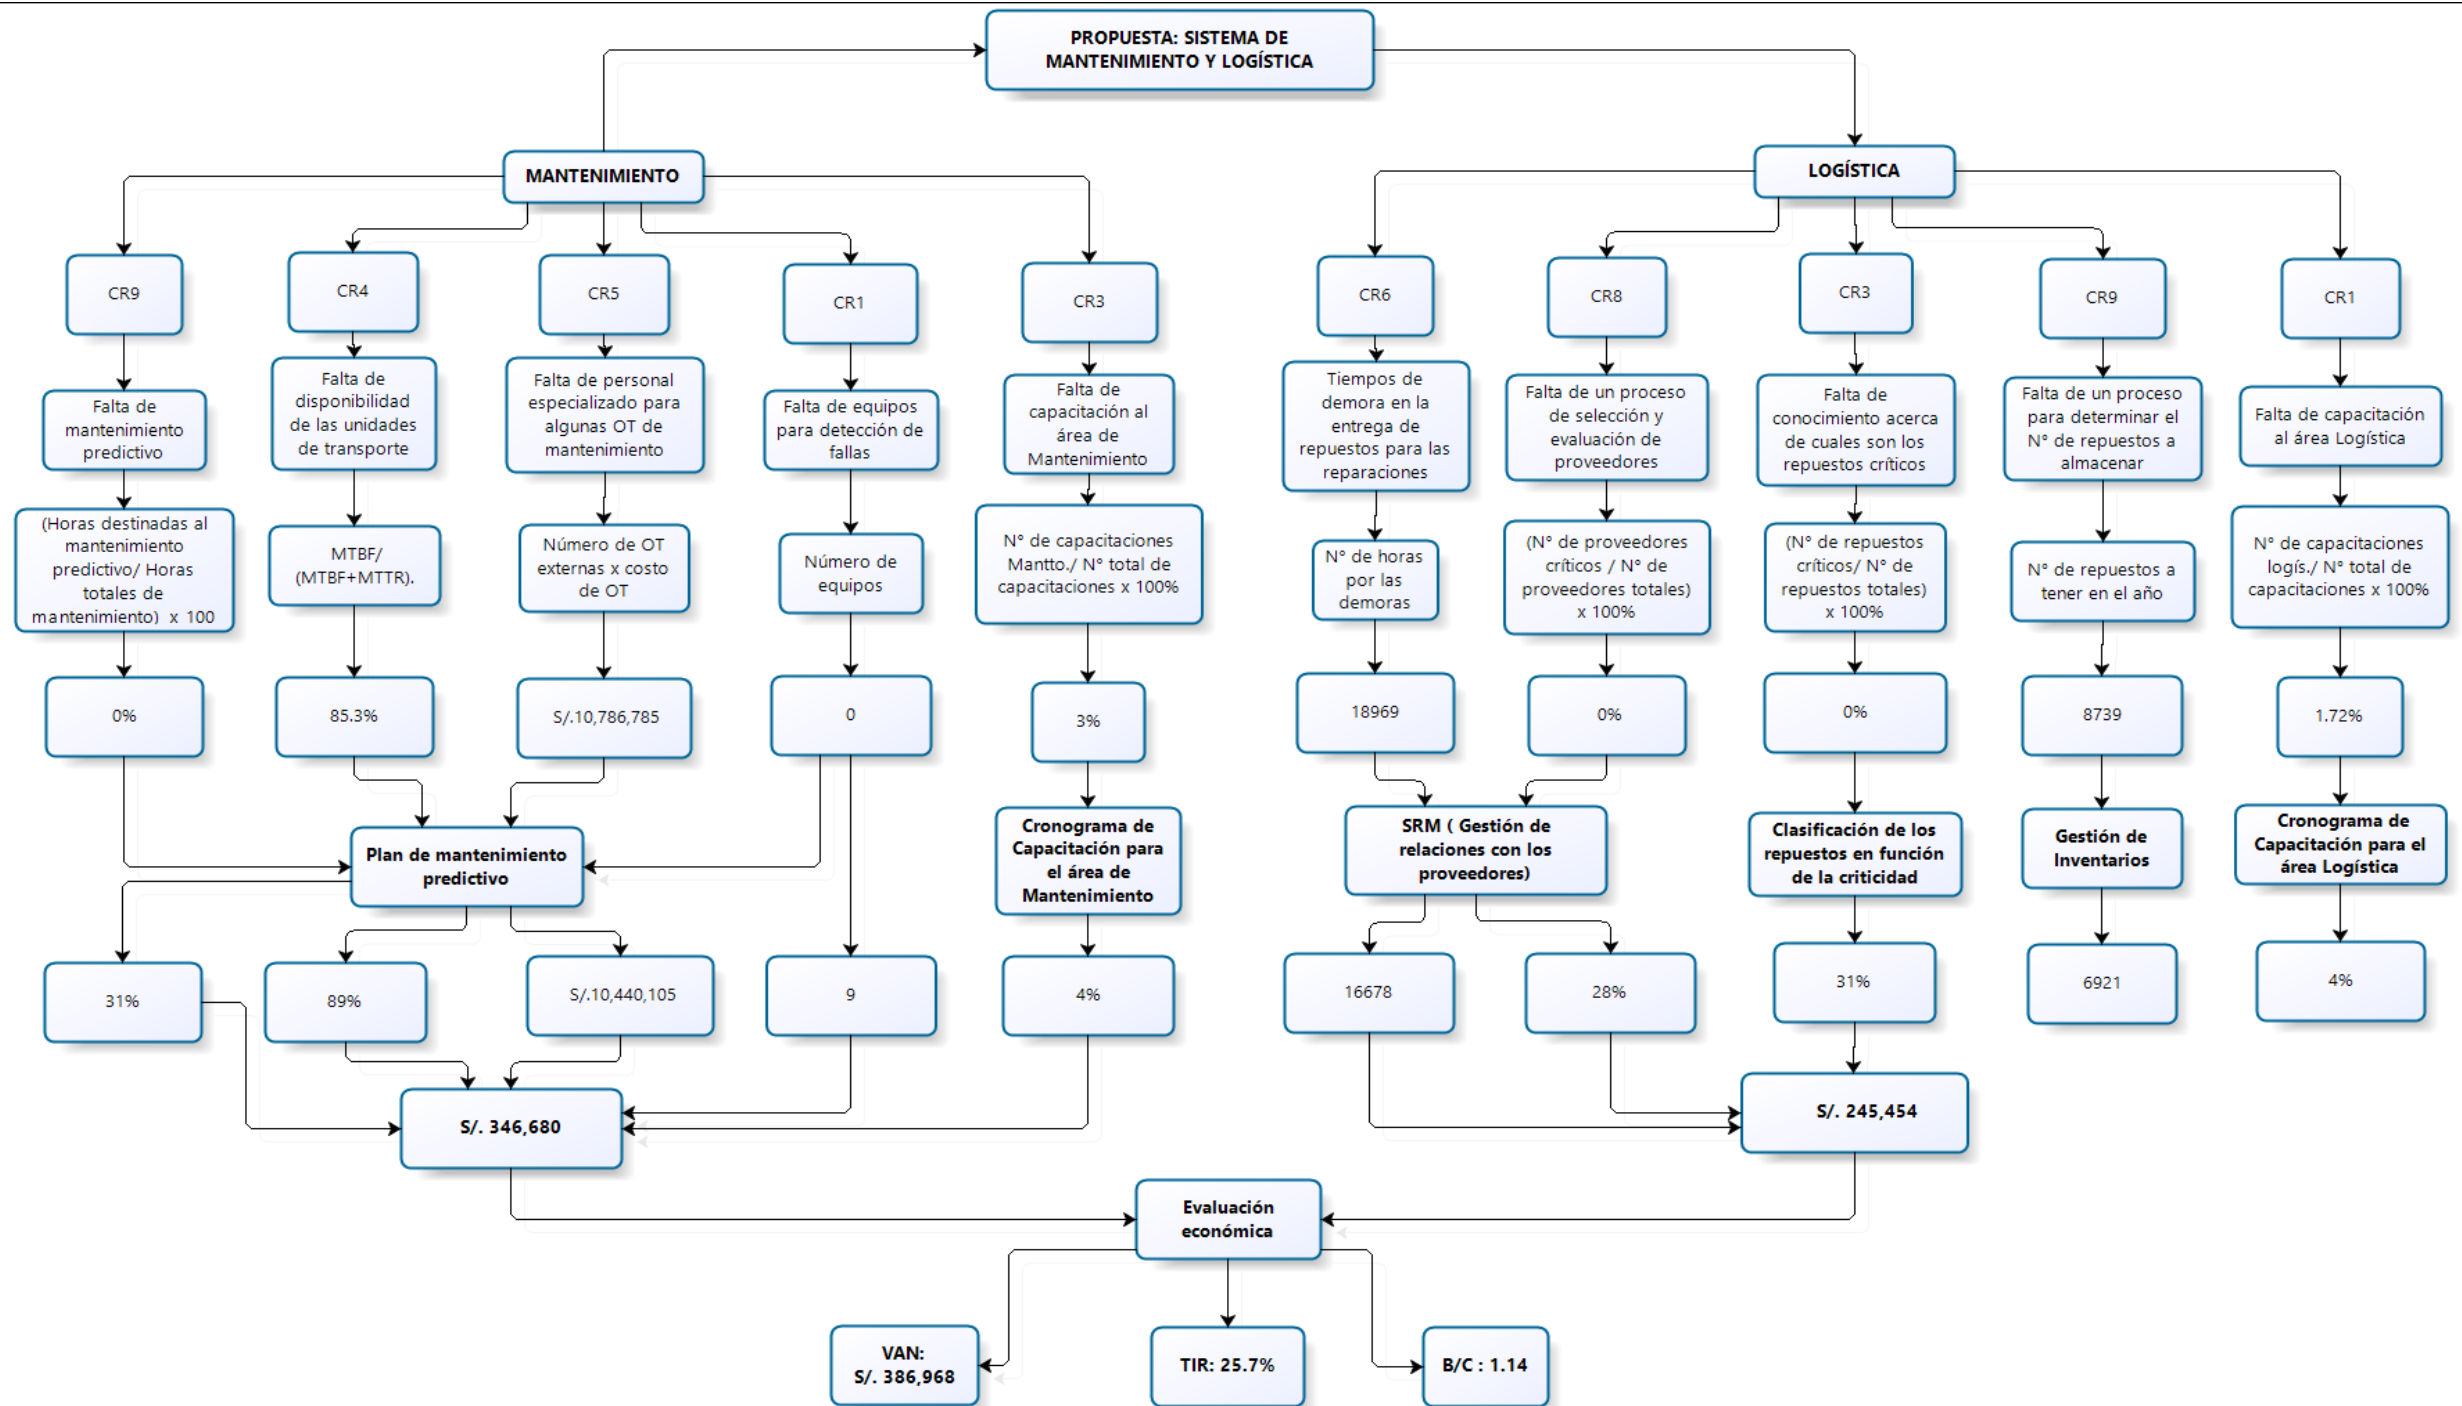 PROPUESTA: SISTEMA DE
MANTENIMIENTO Y LOGÍSTICA
MANTENIMIENTO
LOGÍSTICA
CR9
CR4
CR5
CR1
CR3
CR6
CR8
CR3
CR9
CR1
Falta de
mantenimiento
predictivo
Falta de
disponibilidad
de las unidades
de transporte
Falta de personal
especializado para
algunas OT de
mantenimiento
Falta de equipos
para detección de
fallas
Falta de
capacitación al
área de
Mantenimiento
Tiempos de
demora en la
entrega de
repuestos para las
reparaciones
Falta de un proceso
de selección y
evaluación de
proveedores
Falta de
conocimiento acerca
de cuales son los
repuestos críticos
Falta de un proceso
para determinar el
N° de repuestos a
almacenar
Falta de capacitación
al área Logística
(Horas destinadas al
mantenimiento
predictivo/ Horas
totales de
mantenimiento) x 100
MTBF/
(MTBF+MTTR).
Número de OT
externas x costo
de OT
Número de
equipos
N° de capacitaciones
Mantto./ N° total de
capacitaciones x 100%
N° de horas
por las
demoras
(N° de proveedores
críticos / N° de
proveedores totales)
x 100%
(N° de repuestos
críticos/ N° de
repuestos totales)
x 100%
N° de repuestos a
tener en el año
N° de capacitaciones
logís./ N° total de
capacitaciones x 100%
0%
85.3%
S/.10,786,785
0
3%
18969
0%
0%
8739
1.72%
Plan de mantenimiento
predictivo
Cronograma de
Capacitación para
el área de
Mantenimiento
SRM ( Gestión de
relaciones con los
proveedores)
Clasificación de los
repuestos en función
de la criticidad
Gestión de
Inventarios
Cronograma de
Capacitación para el
área Logística
31%
89%
S/.10,440,105
9
4%
16678
28%
31%
6921
4%
S/. 346,680
S/. 245,454
Evaluación
económica
VAN:
S/. 386,968
TIR: 25.7%
B/C : 1.14